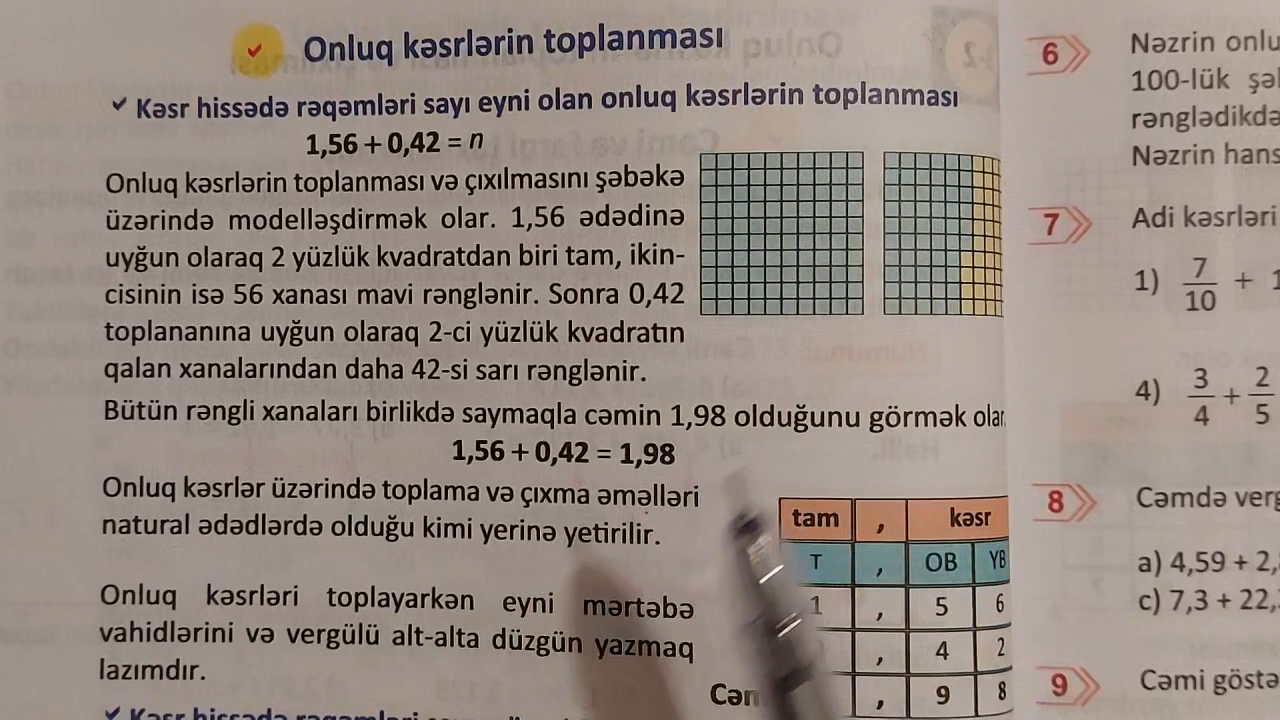 Onluq kəsrlərin toplanması
Kəsr hissədə rəqəmləri sayı eyni olan onluq kəsrlərin toplanması
1,56 + 0,42 = n
Onluq kəsrlərin toplanması və çıxılmasını şəbəkə
üzərində modelləşdirmək olar. 1,56 ədədinə
uyğun olaraq 2 yüzlük kvadratdan biri tam, ikin-
cisinin isə 56 xanası mavi rənglənir. Sonra 0,42
toplananına uyğun olaraq 2-ci yüzlük kvadratın
qalan xanalarından daha 42-si sarı rənglənir.
Bütün rəngli xanaları birlikdə saymaqla cəmin 1,98 olduğunu görmək olar
1,56 + 0,42 = 1,98
Onluq kəsrlər üzərində toplama və çıxma əməlləri
natural ədədlərdə olduğu kimi yerinə yetirilir.
Onluq kəsrləri toplayarkən eyni mərtəbə
vahidlərini və vergülü alt-alta düzgün yazmaq
lazımdır.
tam , kəsr
T , OB YB
1 , 5 6
, 4 2
, 9 8
6 Nəzrin
100-lük
rənglədikdə
Nəzrin
7 Adi kəsrləri
1) 7/10 +
4) 3/4 + 2/5
8 Cəmdə
a) 4,59 + 2,
c) 7,3 + 22,
9 Cəmi